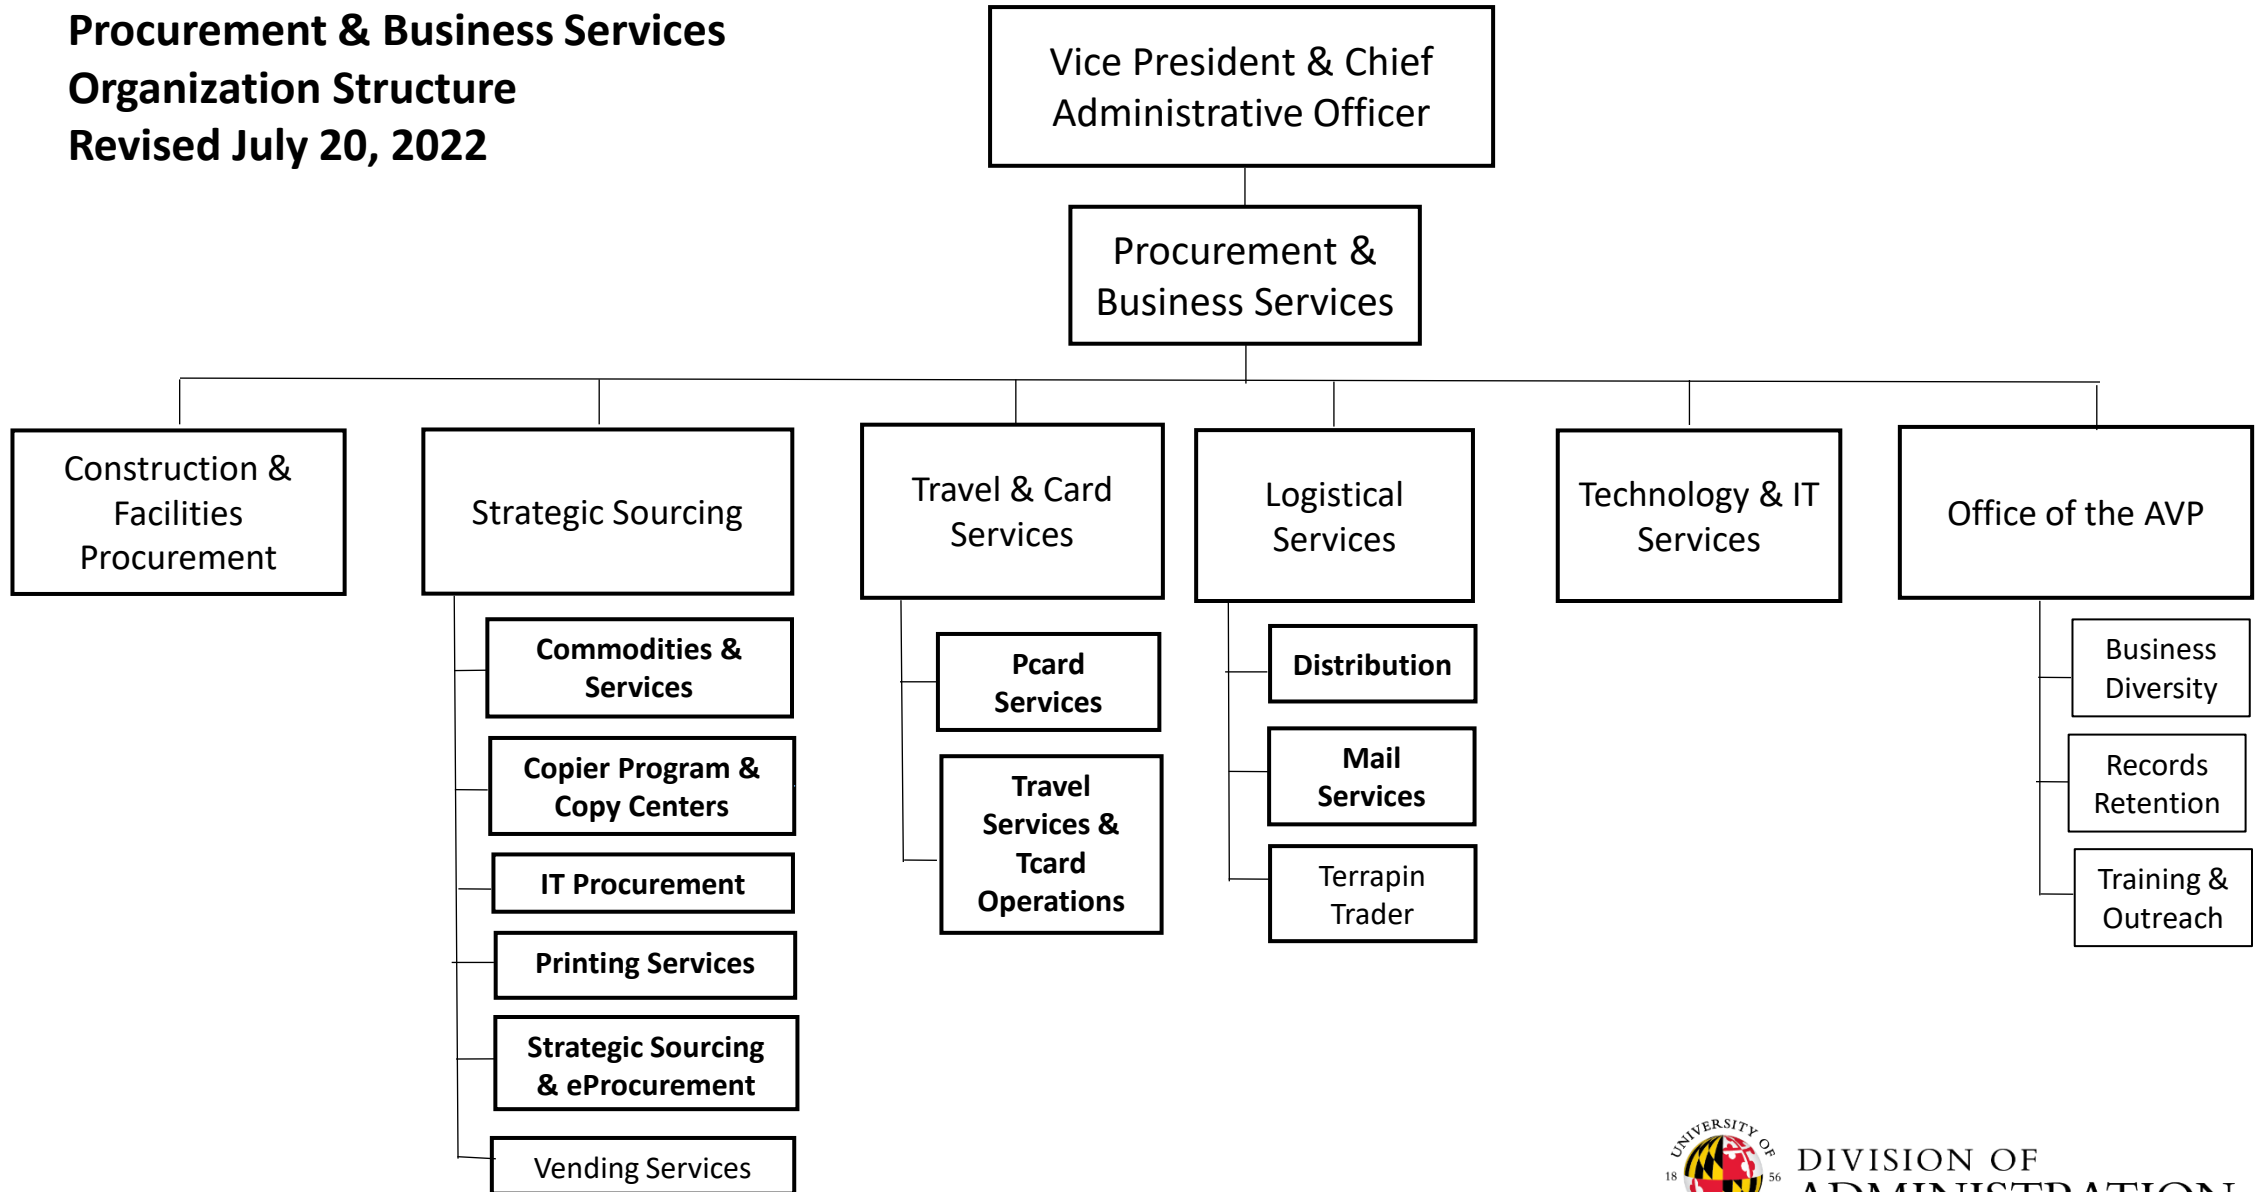 Procurement & Business Services
Organization Structure
Revised July 20, 2022
Vice President & Chief
Administrative Officer
Procurement &
Business Services
Construction &
Facilities
Procurement
Strategic Sourcing
Travel & Card
Services
Logistical
Services
Technology & IT
Services
Office of the AVP
Commodities &
Services
Copier Program &
Copy Centers
IT Procurement
Printing Services
Strategic Sourcing
& eProcurement
Vending Services
Pcard
Services
Travel
Services &
Tcard
Operations
Distribution
Mail
Services
Terrapin
Trader
Business
Diversity
Records
Retention
Training &
Outreach
UNIVERSITY OF
18 56
DIVISION OF
ADMINISTRATION